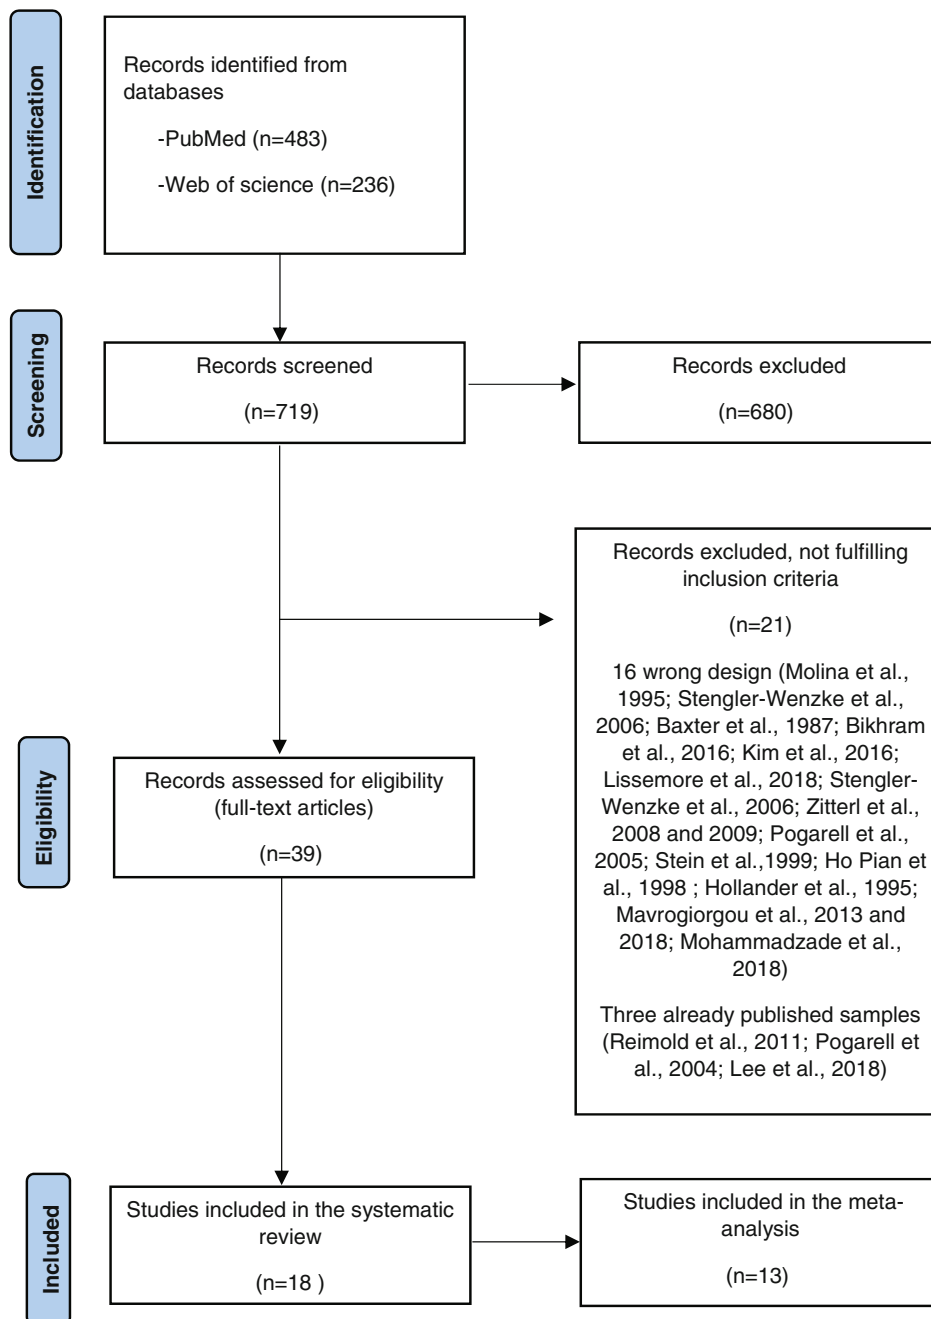 Identification
Records identified from
databases
-PubMed (n=483)
-Web of science (n=236)
Screening
Records screened
(n=719)
Records excluded
(n=680)
Records excluded, not fulfilling
inclusion criteria
(n=21)
16 wrong design (Molina et al.,
1995; Stengler-Wenzke et al.,
2006; Baxter et al., 1987; Bikhram
et al., 2016; Kim et al., 2016;
Lissemore et al., 2018; Stengler-
Wenzke et al., 2006; Zitterl et al.,
2008 and 2009; Pogarell et al.,
2005; Stein et al.,1999; Ho Pian et
al., 1998 ; Hollander et al., 1995;
Mavrogiorgou et al., 2013 and
2018; Mohammadzade et al.,
2018)
Three already published samples
(Reimold et al., 2011; Pogarell et
al., 2004; Lee et al., 2018)
Eligibility
Records assessed for eligibility
(full-text articles)
(n=39)
Included
Studies included in the systematic
review
(n=18 )
Studies included in the meta-
analysis
(n=13)